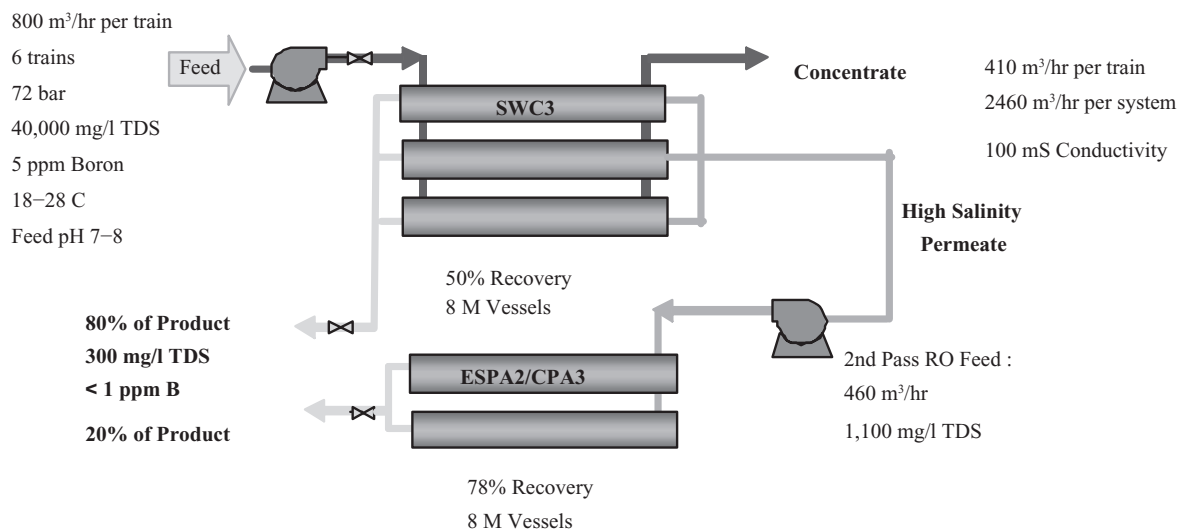 800 m³/hr per train
6 trains
72 bar
40,000 mg/l TDS
5 ppm Boron
18−28 C
Feed pH 7−8
Feed
SWC3
Concentrate
410 m³/hr per train
2460 m³/hr per system
100 mS Conductivity
High Salinity
Permeate
50% Recovery
8 M Vessels
80% of Product
300 mg/l TDS
< 1 ppm B
20% of Product
ESPA2/CPA3
2nd Pass RO Feed :
460 m³/hr
1,100 mg/l TDS
78% Recovery
8 M Vessels